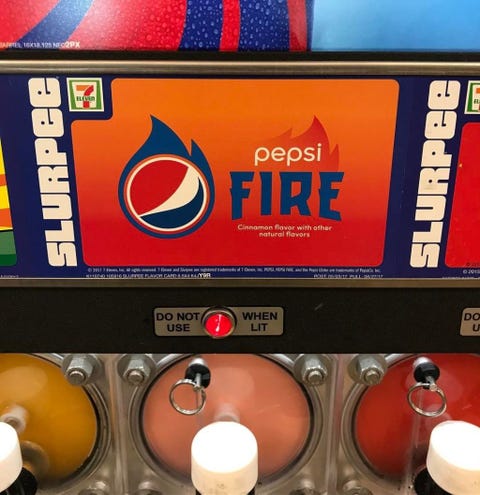 SLURPEE
7
ELEVEN
pepsi
FIRE
Cinnamon flavor with other
natural flavors
SLURPEE
DO NOT
USE
WHEN
LIT
DO
U